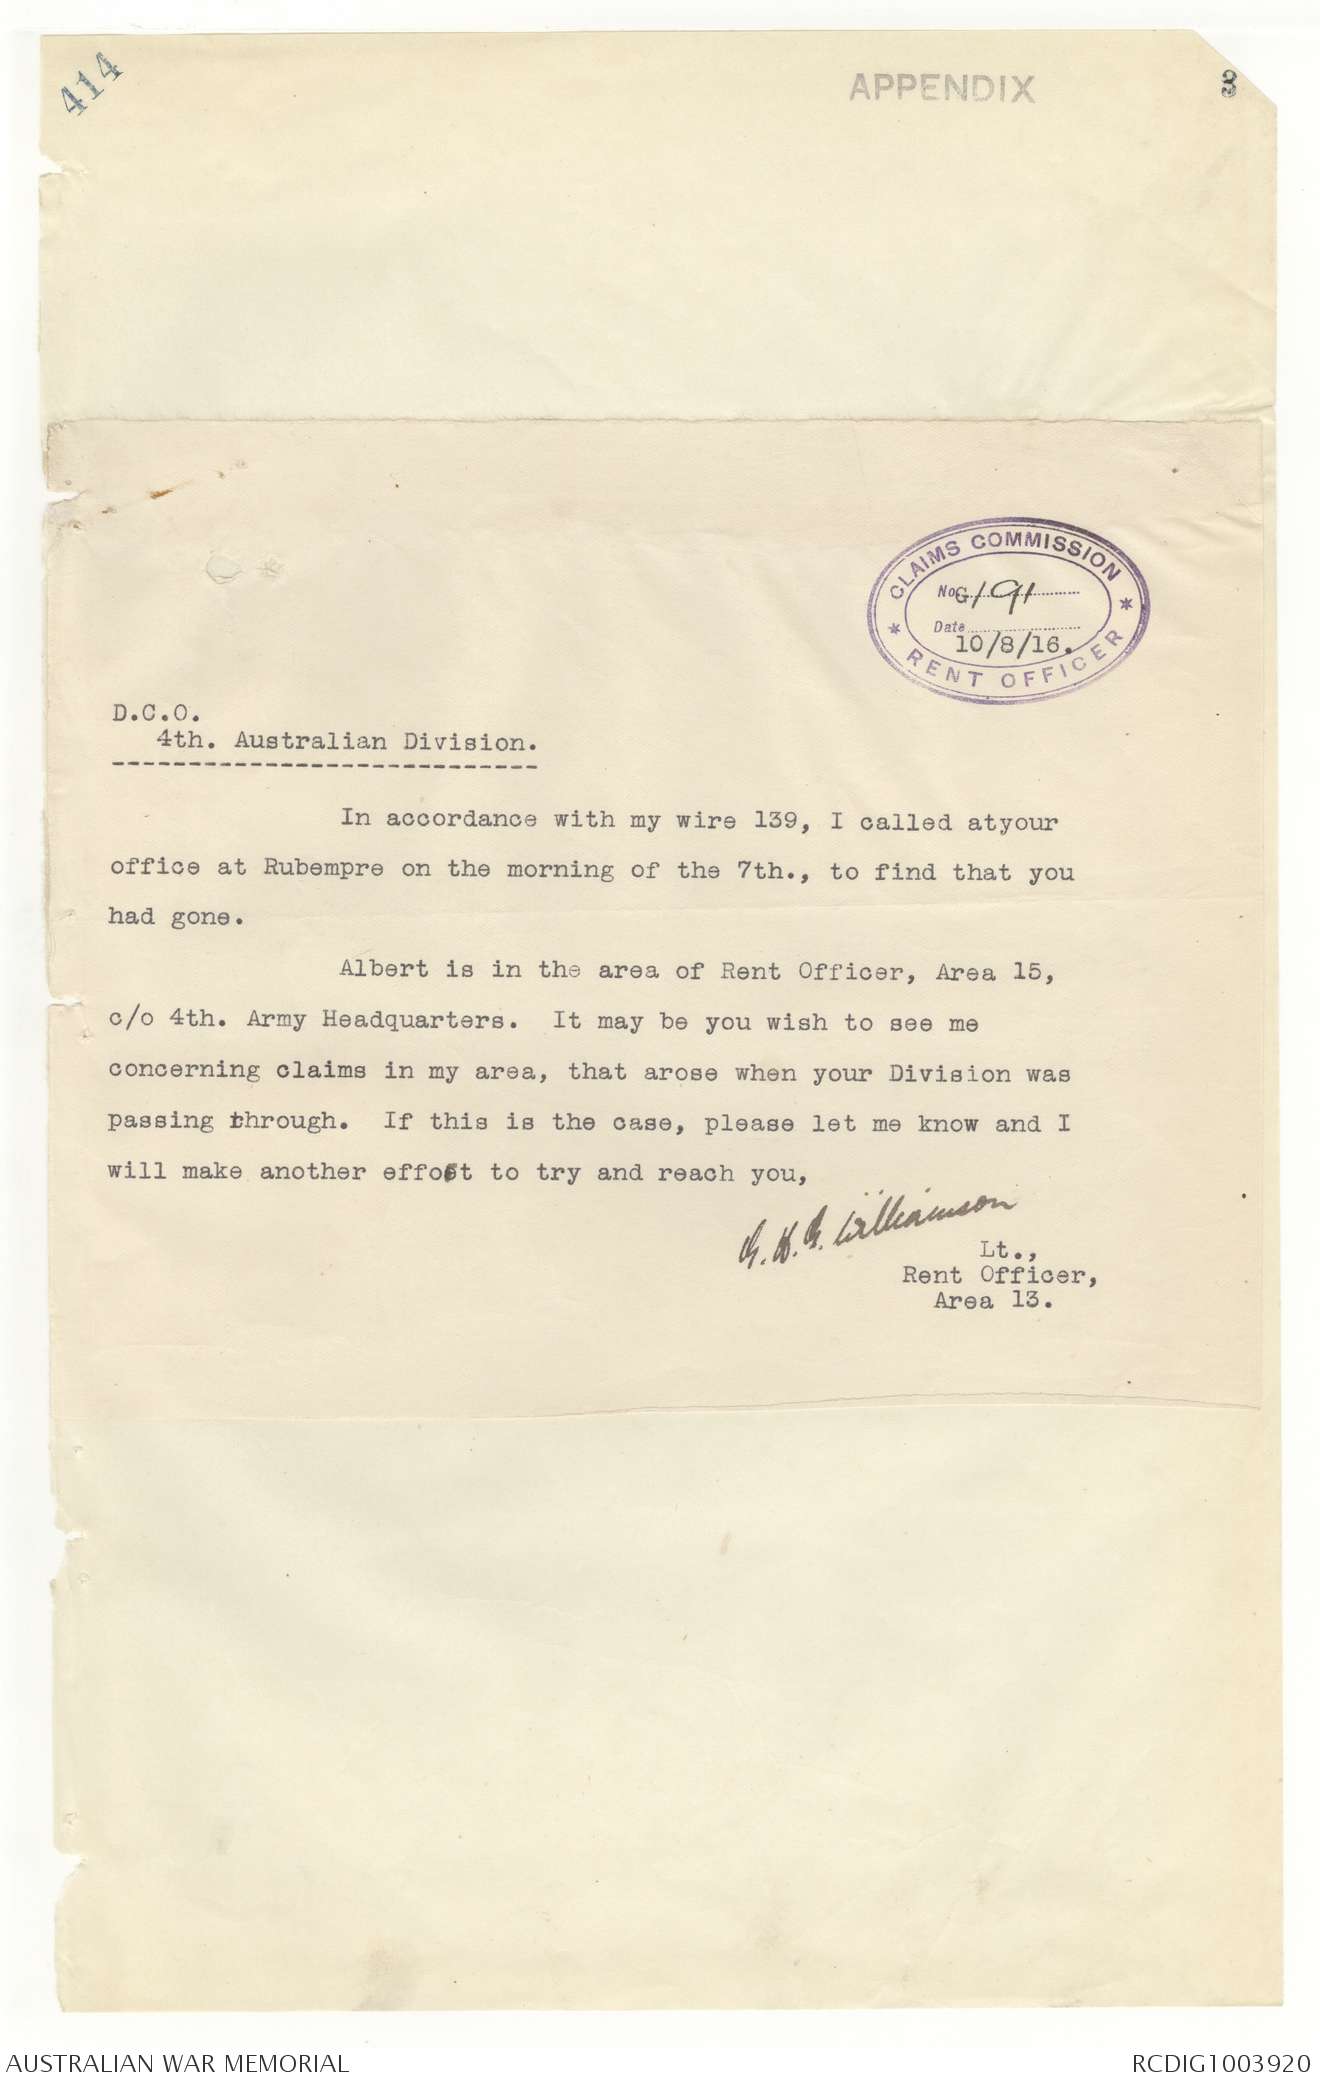 414
APPENDIX
3
CLAIMS COMMISSION
No G/91
Date 10/8/16.
RENT OFFICER
D.C.O.
4th. Australian Division.
In accordance with my wire 139, I called atyour
office at Rubempre on the morning of the 7th., to find that you
had gone.
Albert is in the area of Rent Officer, Area 15,
c/o 4th. Army Headquarters. It may be you wish to see me
concerning claims in my area, that arose when your Division was
passing through. If this is the case, please let me know and I
will make another effort to try and reach you,
G. H. G. Williamson
Lt.,
Rent Officer,
Area 13.
AUSTRALIAN WAR MEMORIAL
RCDIG1003920